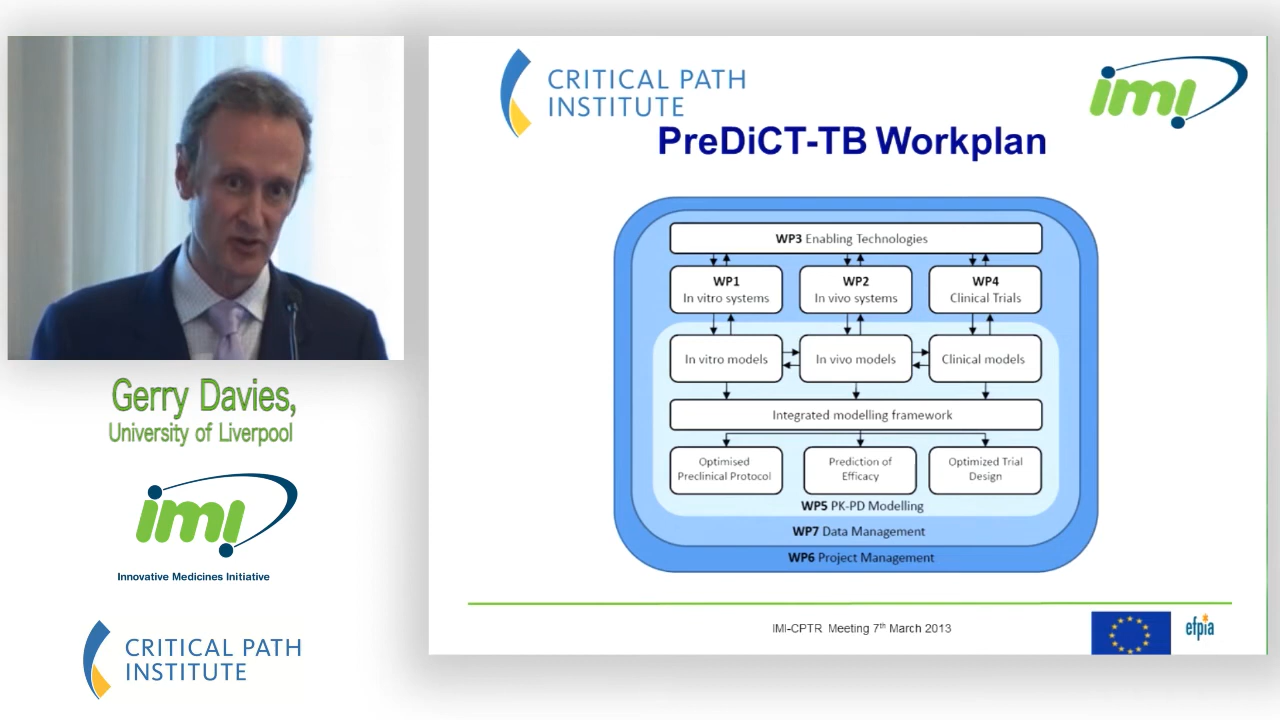 Gerry Davies,
University of Liverpool
imi
Innovative Medicines Initiative
CRITICAL PATH
INSTITUTE
CRITICAL PATH
INSTITUTE
imi
PreDiCT-TB Workplan
WP3 Enabling Technologies
WP1
In vitro systems
WP2
In vivo systems
WP4
Clinical Trials
In vitro models
In vivo models
Clinical models
Integrated modelling framework
Optimised
Preclinical Protocol
Prediction of
Efficacy
Optimized Trial
Design
WP5 PK-PD Modelling
WP7 Data Management
WP6 Project Management
IMI-CPTR Meeting 7th March 2013
efpia